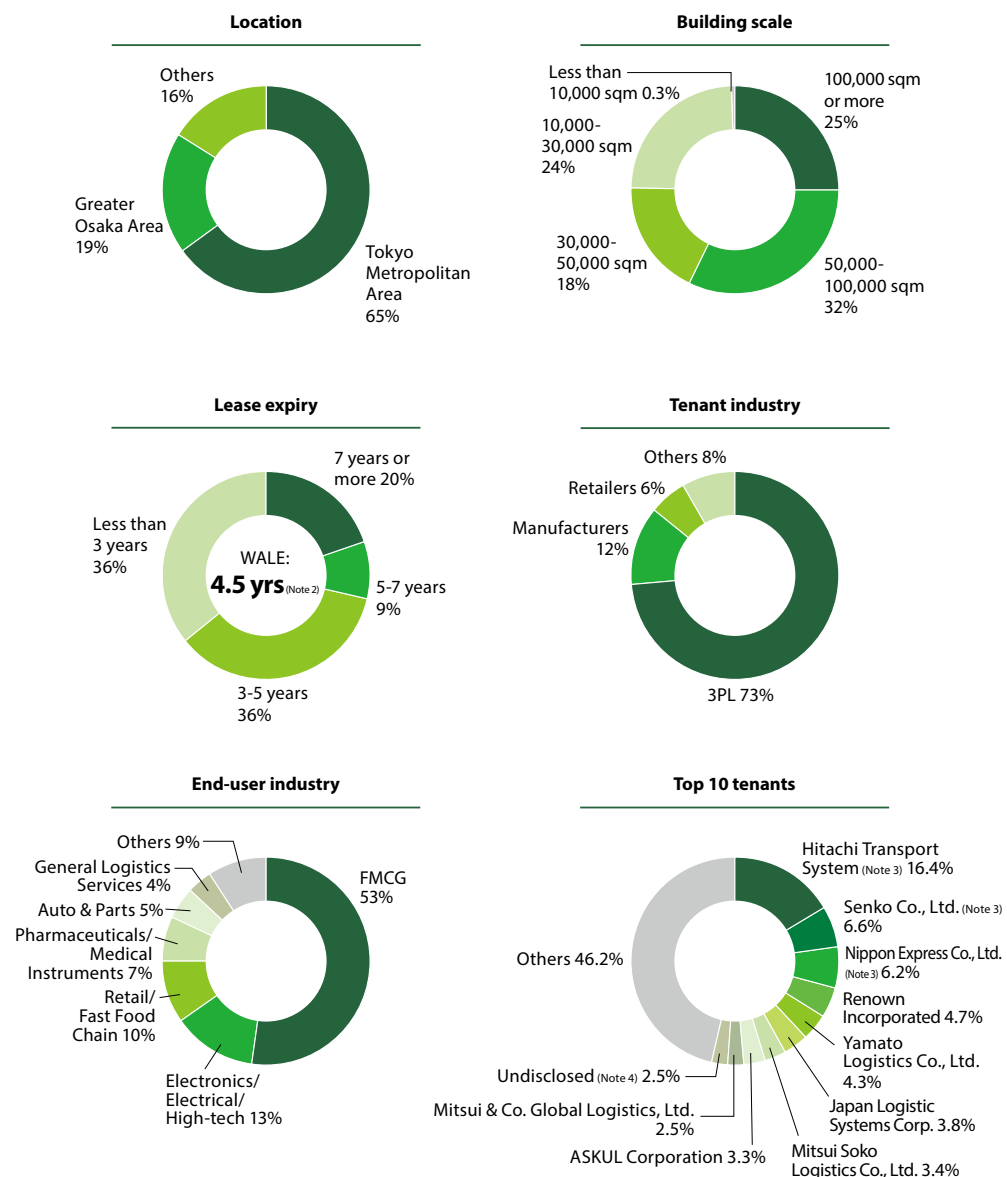 Location
Others
16%
Greater
Osaka Area
19%
Tokyo
Metropolitan
Area
65%
Building scale
Less than
10,000 sqm 0.3%
10,000-
30,000 sqm
24%
30,000-
50,000 sqm
18%
100,000 sqm
or more
25%
50,000-
100,000 sqm
32%
Lease expiry
7 years or
more 20%
Less than
3 years
36%
WALE:
4.5 yrs (Note 2)
5-7 years
9%
3-5 years
36%
Tenant industry
Others 8%
Retailers 6%
Manufacturers
12%
3PL 73%
End-user industry
Others 9%
General Logistics
Services 4%
Auto & Parts 5%
Pharmaceuticals/
Medical
Instruments 7%
Retail/
Fast Food
Chain 10%
Electronics/
Electrical/
High-tech 13%
FMCG
53%
Top 10 tenants
Hitachi Transport
System (Note 3) 16.4%
Senko Co., Ltd. (Note 3)
6.6%
Nippon Express Co., Ltd.
(Note 3) 6.2%
Renown
Incorporated 4.7%
Yamato
Logistics Co., Ltd.
4.3%
Japan Logistic
Systems Corp. 3.8%
Mitsui Soko
Logistics Co., Ltd. 3.4%
ASKUL Corporation 3.3%
Mitsui & Co. Global Logistics, Ltd.
2.5%
Undisclosed (Note 4) 2.5%
Others 46.2%